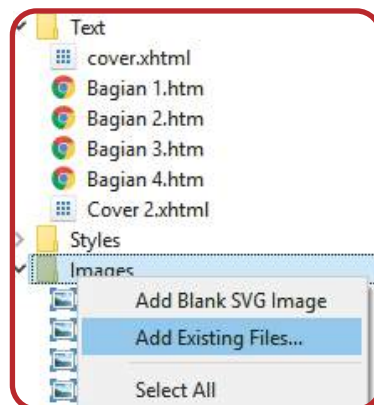 Text
cover.xhtml
Bagian 1.htm
Bagian 2.htm
Bagian 3.htm
Bagian 4.htm
Cover 2.xhtml
Styles
Images
Add Blank SVG Image
Add Existing Files...
Select All